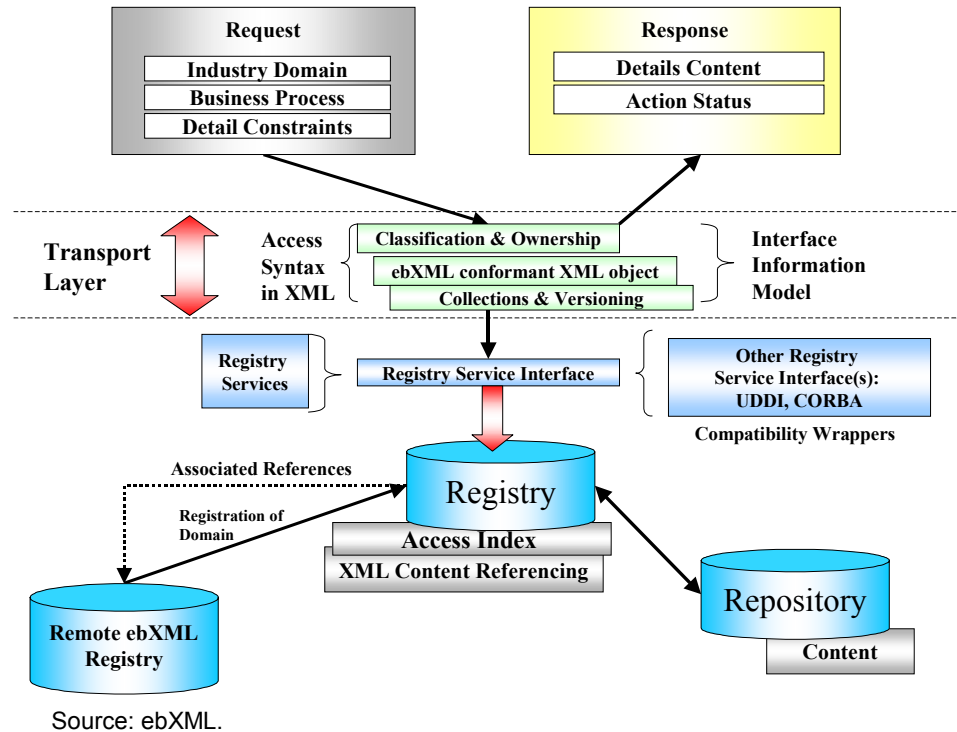 Request
Industry Domain
Business Process
Detail Constraints
Response
Details Content
Action Status
Transport
Layer
Access
Syntax
in XML
Classification & Ownership
ebXML conformant XML object
Collections & Versioning
Interface
Information
Model
Registry
Services
Registry Service Interface
Other Registry
Service Interface(s):
UDDI, CORBA
Compatibility Wrappers
Associated References
Registration of
Domain
Registry
Access Index
XML Content Referencing
Remote ebXML
Registry
Repository
Content
Source: ebXML.